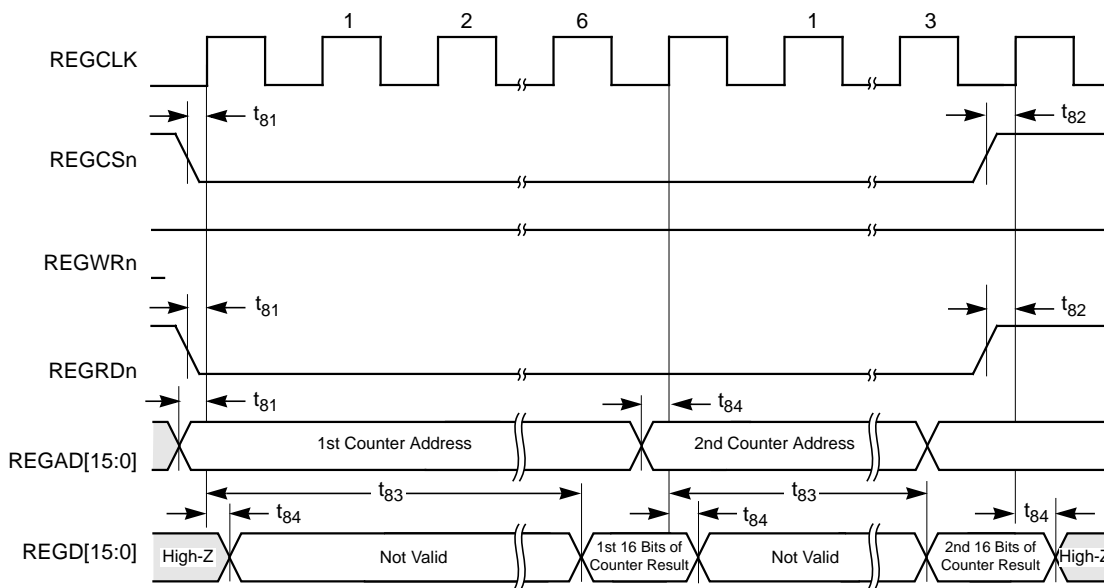 1 2 6 1 3
REGCLK
t81 t82
REGCSn
REGWRn
t81 t82
REGRDn
t81 t84
1st Counter Address 2nd Counter Address
REGAD[15:0]
t83 t83
t84 t84 t84
REGD[15:0] High-Z Not Valid 1st 16 Bits of Counter Result Not Valid 2nd 16 Bits of Counter Result High-Z